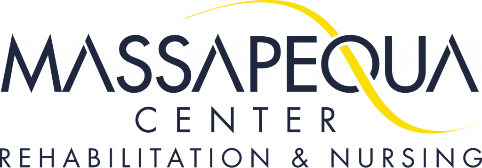 MASSAPEQUA
CENTER
REHABILITATION & NURSING